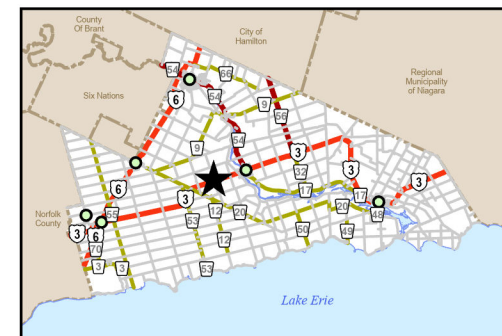 County
Of Brant
City of
Hamilton
Regional
Municipality
of Niagara
Six Nations
Norfolk
County
54
66
6
54
9
56
9
54
3
32
3
3
6
3
17
17
55
53
12
20
20
48
3
6
70
12
50
49
3
3
53
Lake Erie